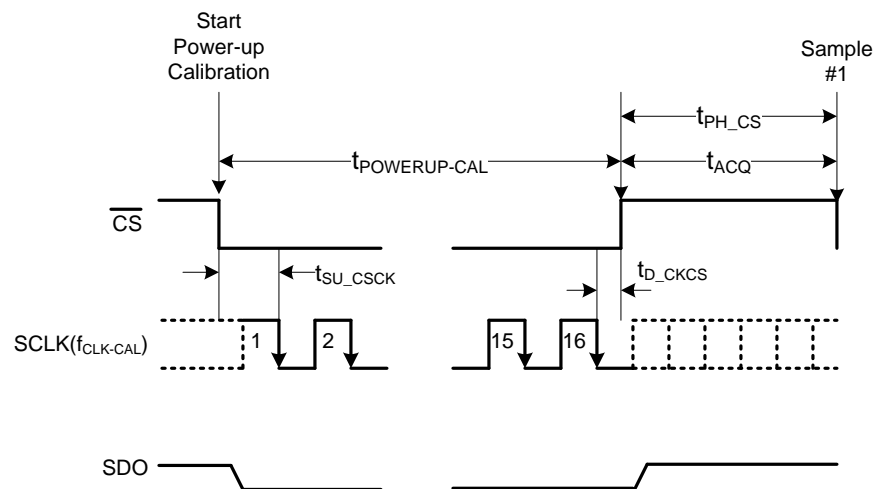 Start
Power-up
Calibration
Sample
#1
tPH_CS
tPOWERUP-CAL
tACQ
CS
tSU_CSCK
tD_CKCS
SCLK(fCLK-CAL)
1
2
15
16
SDO